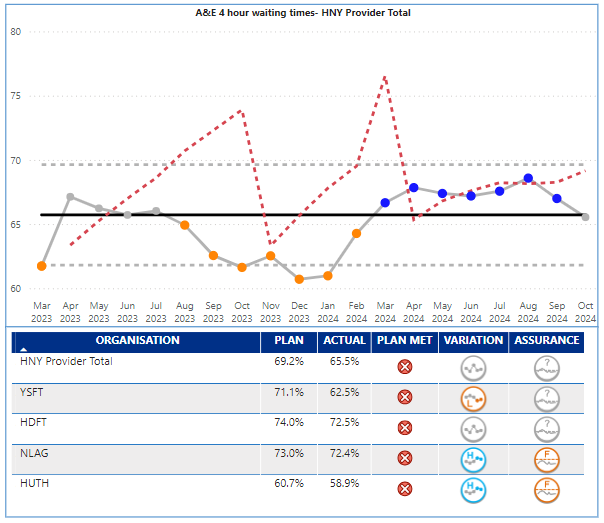 A&E 4 hour waiting times- HNY Provider Total
80
75
70
65
60
Mar Apr May Jun Jul Aug Sep Oct Nov Dec Jan Feb Mar Apr May Jun Jul Aug Sep Oct
2023 2023 2023 2023 2023 2023 2023 2023 2023 2023 2024 2024 2024 2024 2024 2024 2024 2024 2024 2024
ORGANISATION PLAN ACTUAL PLAN MET VARIATION ASSURANCE
HNY Provider Total 69.2% 65.5% ?
YSFT 71.1% 62.5% L ?
HDFT 74.0% 72.5% ?
NLAG 73.0% 72.4% H F
HUTH 60.7% 58.9% H F